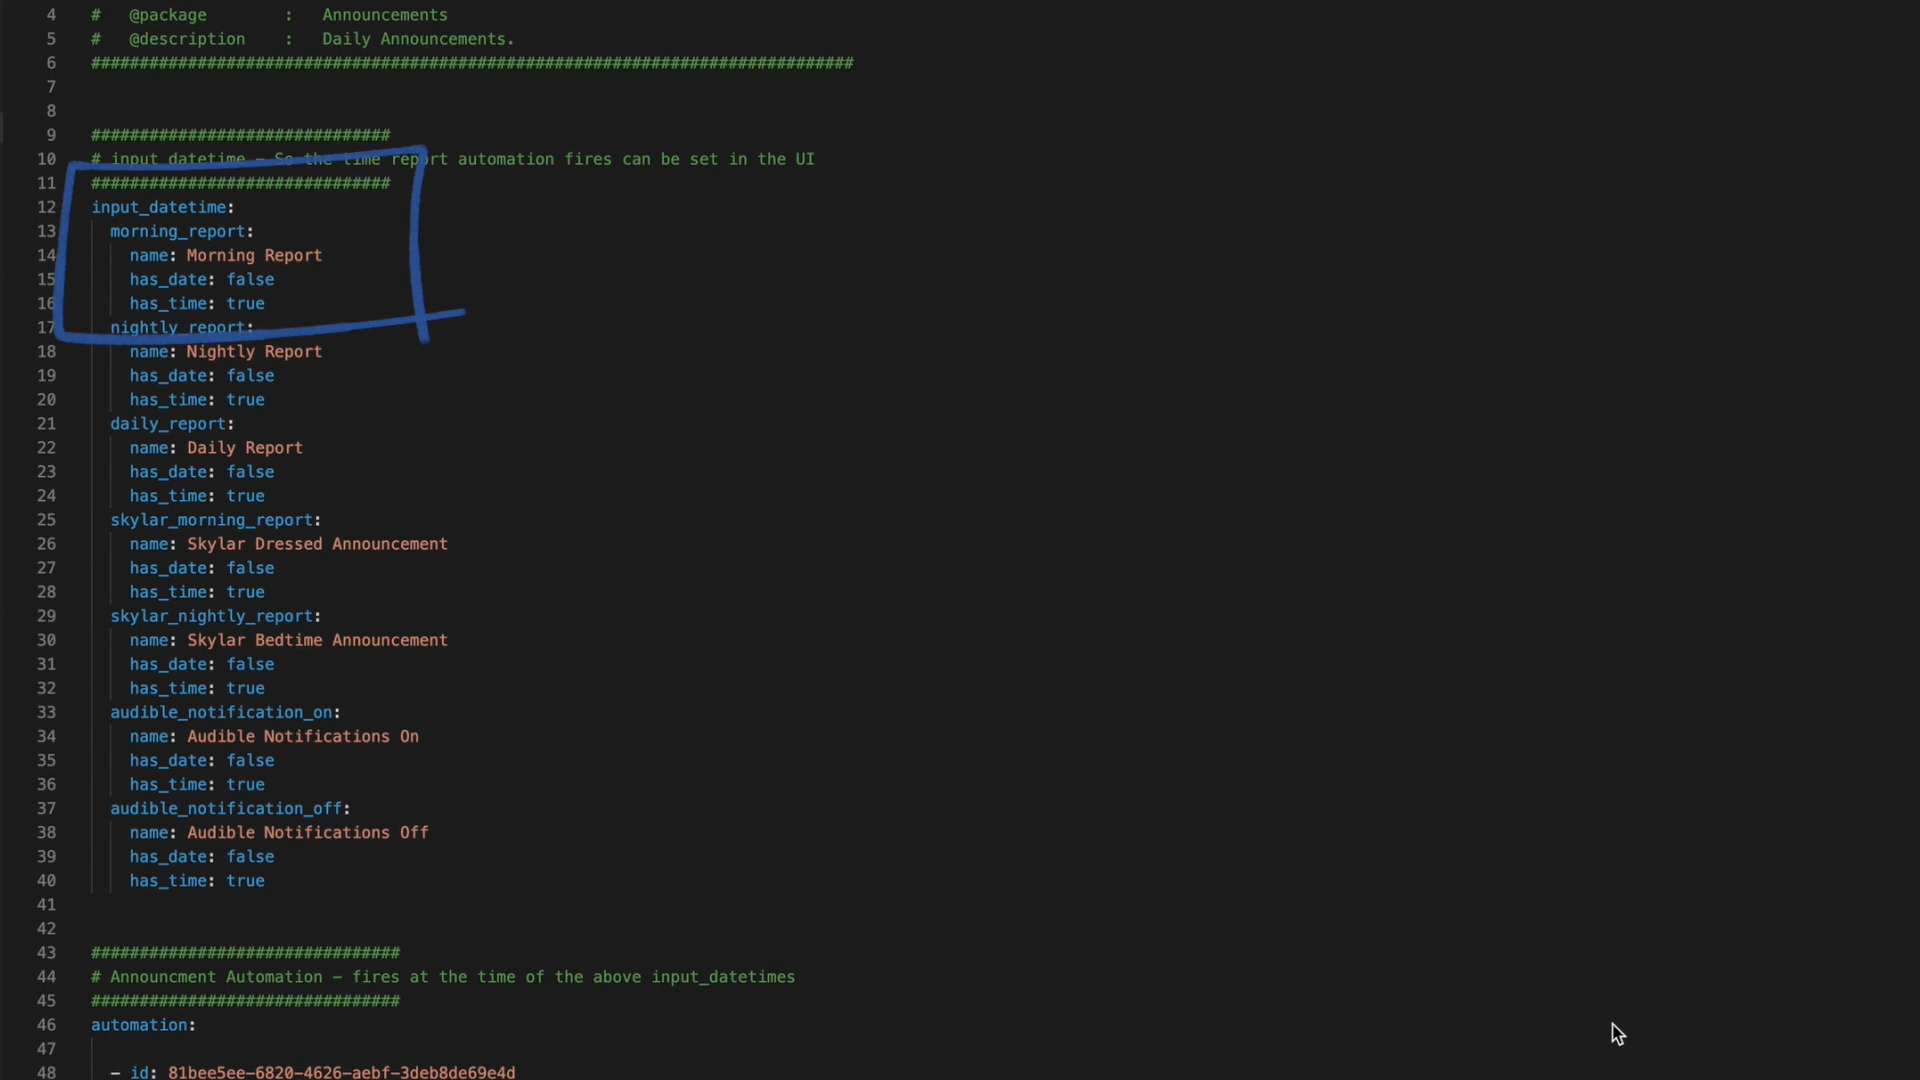 4 #   @package        :   Announcements
5 #   @description    :   Daily Announcements.
6 ###############################################################################
7
8
9 ###############################
10 # input_datetime – So the time report automation fires can be set in the UI
11 ###############################
12 input_datetime:
13   morning_report:
14     name: Morning Report
15     has_date: false
16     has_time: true
17   nightly_report:
18     name: Nightly Report
19     has_date: false
20     has_time: true
21   daily_report:
22     name: Daily Report
23     has_date: false
24     has_time: true
25   skylar_morning_report:
26     name: Skylar Dressed Announcement
27     has_date: false
28     has_time: true
29   skylar_nightly_report:
30     name: Skylar Bedtime Announcement
31     has_date: false
32     has_time: true
33   audible_notification_on:
34     name: Audible Notifications On
35     has_date: false
36     has_time: true
37   audible_notification_off:
38     name: Audible Notifications Off
39     has_date: false
40     has_time: true
41
42
43 ################################
44 # Announcment Automation – fires at the time of the above input_datetimes
45 ################################
46 automation:
47
48   – id: 81bee5ee-6820-4626-aebf-3deb8de69e4d